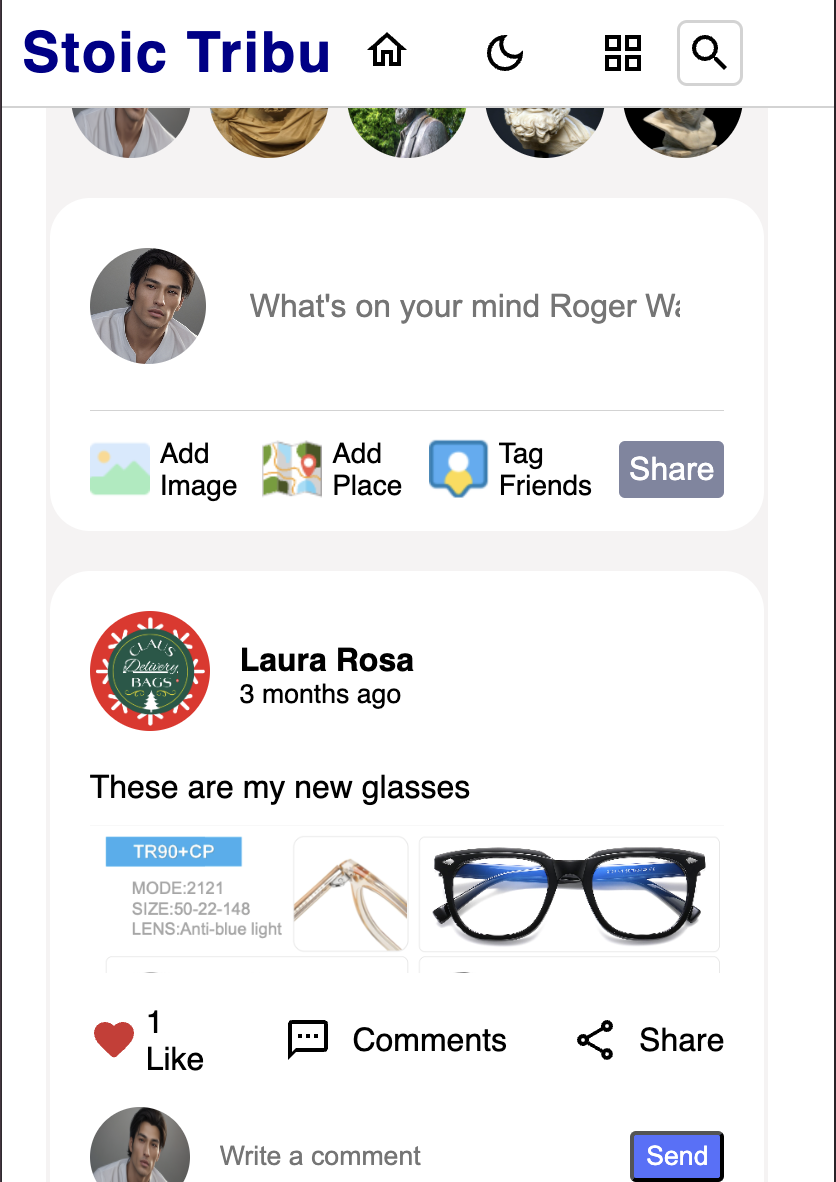 Stoic Tribu
What's on your mind Roger Wa
Add Image
Add Place
Tag Friends
Share
CLAUS
Delivery
BAGS
Laura Rosa
3 months ago
These are my new glasses
TR90+CP
MODE:2121
SIZE:50-22-148
LENS:Anti-blue light
1 Like
Comments
Share
Write a comment
Send